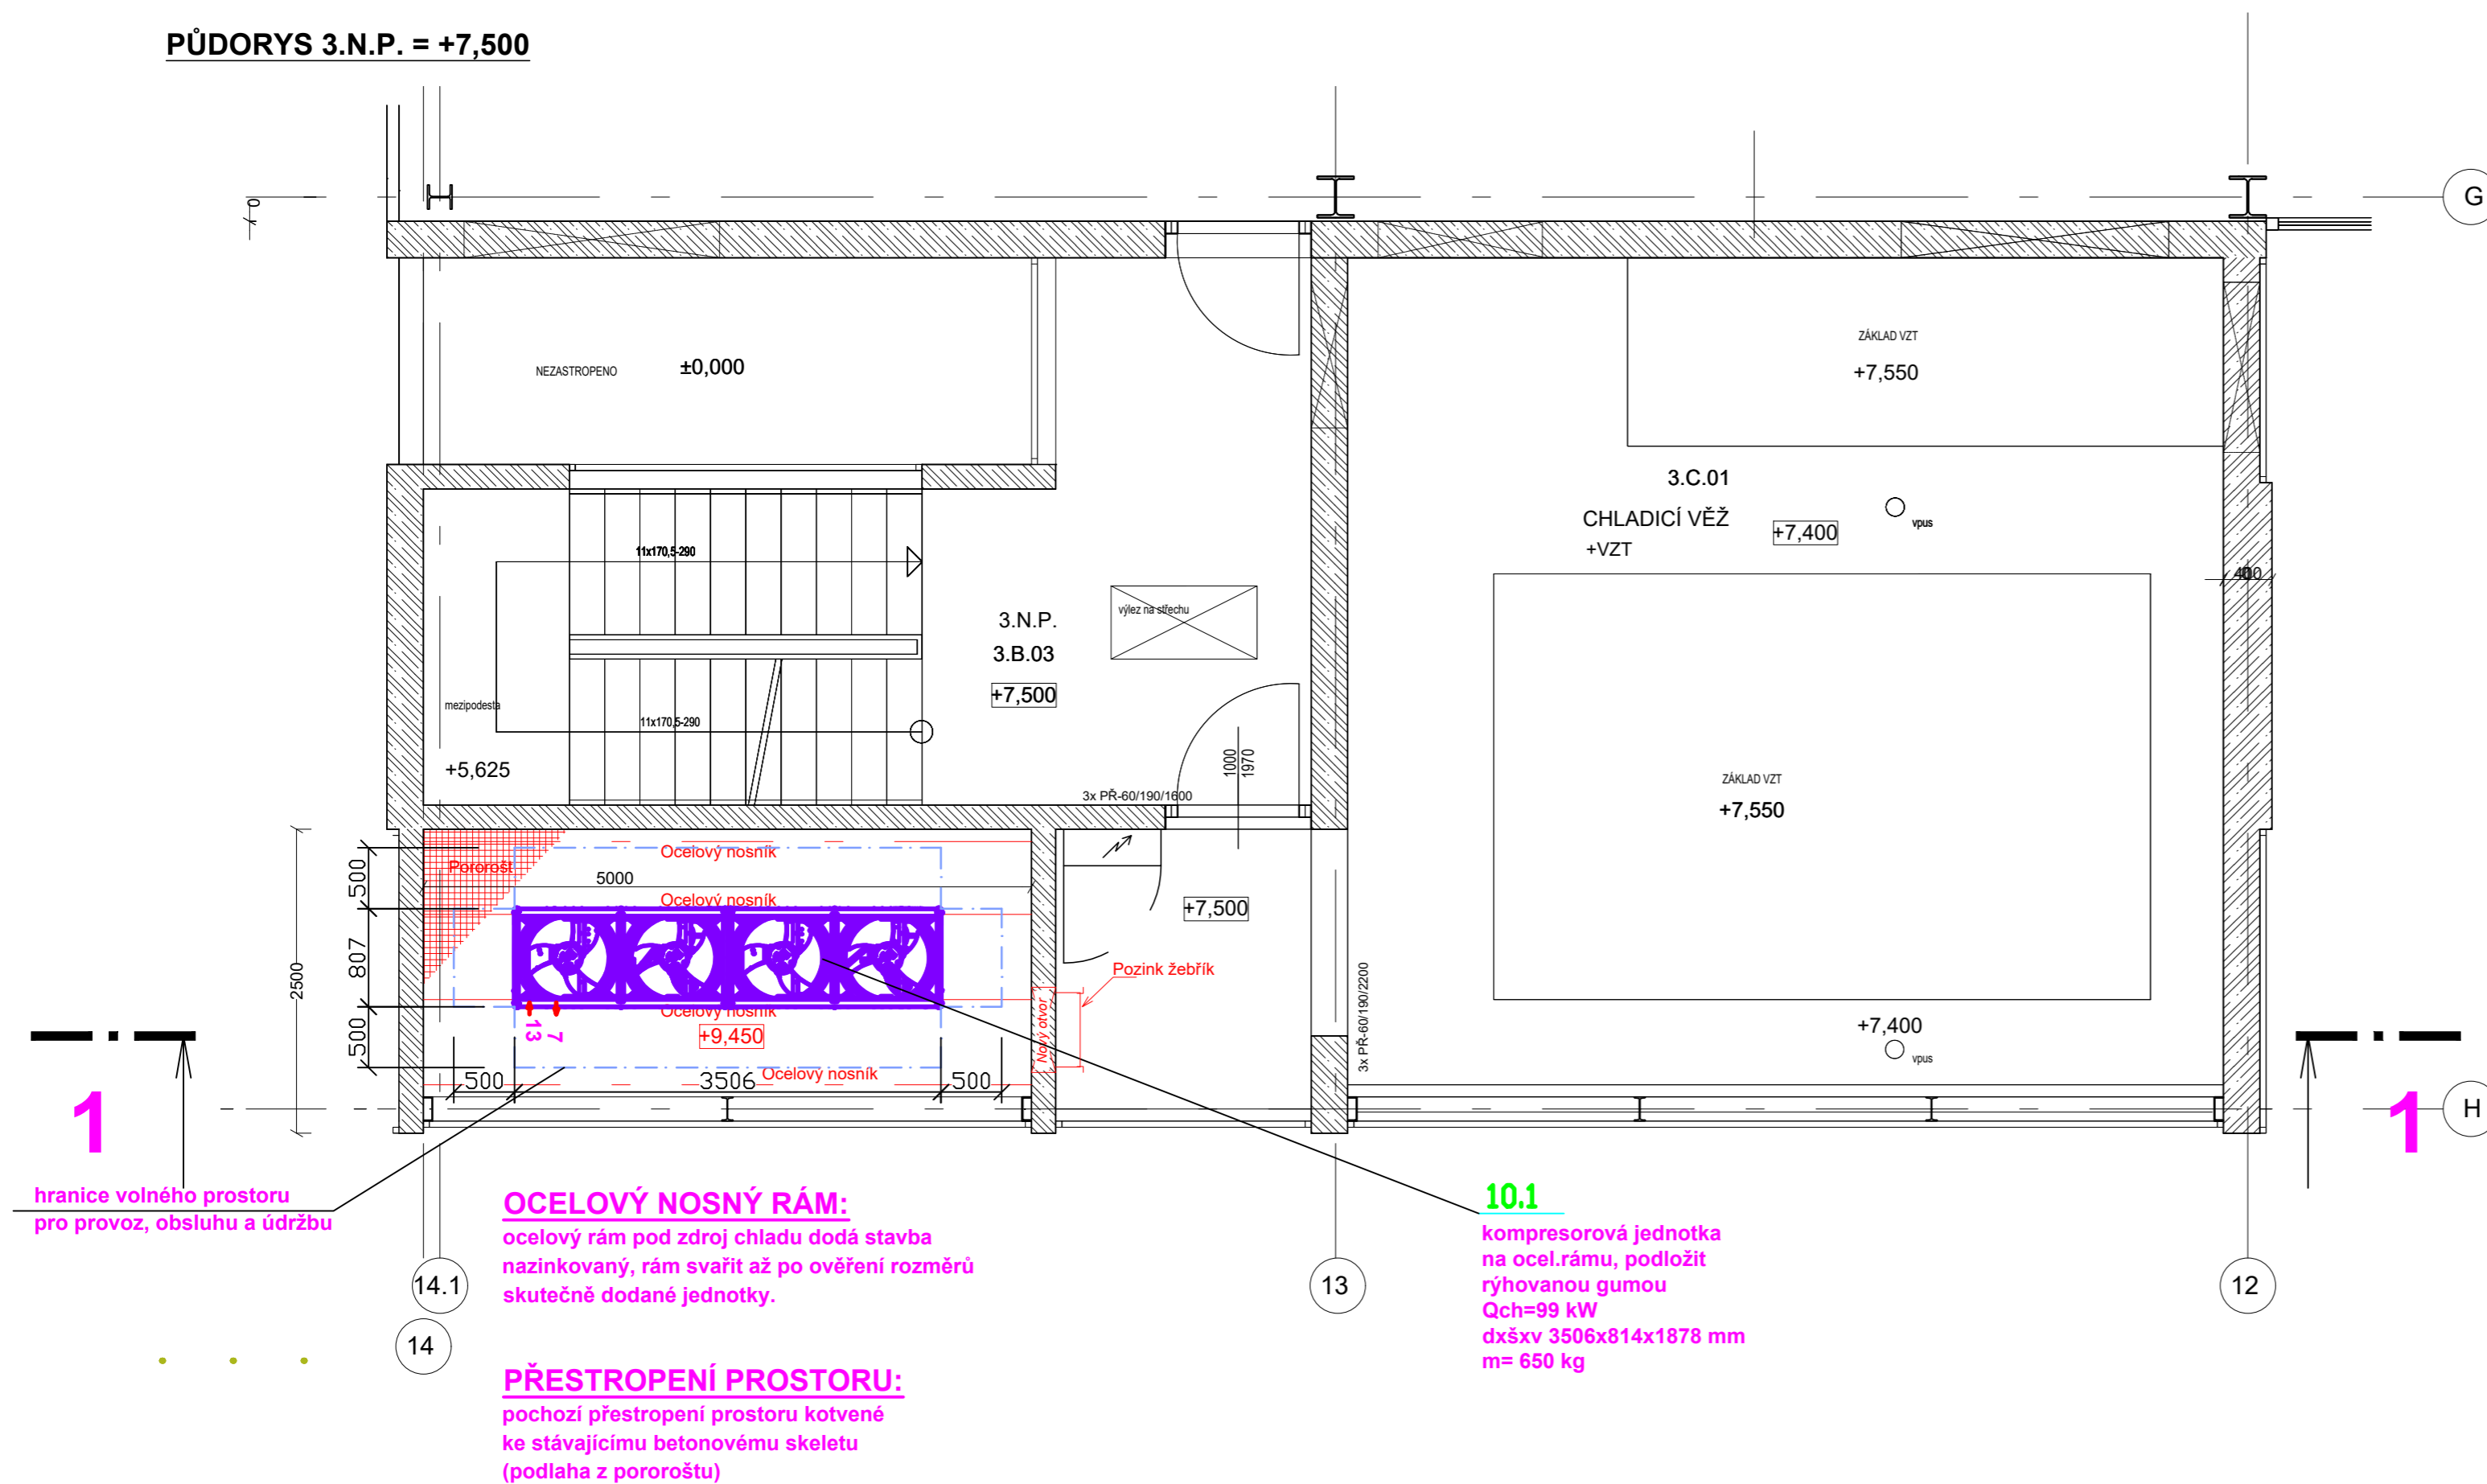 PŮDORYS 3.N.P. = +7,500
0
G
NEZASTROPENO
±0,000
ZÁKLAD VZT
+7,550
3.C.01
CHLADICÍ VĚŽ
+VZT
+7,400
vpus
11x170,5-290
výlez na střechu
3.N.P.
3.B.03
+7,500
mezipodesta
11x170,5-290
+5,625
1000
1970
3x PŘ-60/190/1600
ZÁKLAD VZT
+7,550
Ocelový nosník
Pororošt
5000
Ocelový nosník
+7,500
500
807
500
2500
Pozink žebřík
Nový otvor
3x PŘ-60/190/2200
Ocelový nosník
13
7
+9,450
+7,400
vpus
500
3506
Ocelový nosník
500
1
1
H
hranice volného prostoru
pro provoz, obsluhu a údržbu
OCELOVÝ NOSNÝ RÁM:
ocelový rám pod zdroj chladu dodá stavba
nazinkovaný, rám svařit až po ověření rozměrů
skutečně dodané jednotky.
10.1
kompresorová jednotka
na ocel.rámu, podložit
rýhovanou gumou
Qch=99 kW
dxšxv 3506x814x1878 mm
m= 650 kg
14.1
13
12
14
PŘESTROPENÍ PROSTORU:
pochozí přestropení prostoru kotvené
ke stávajícímu betonovému skeletu
(podlaha z pororoštu)